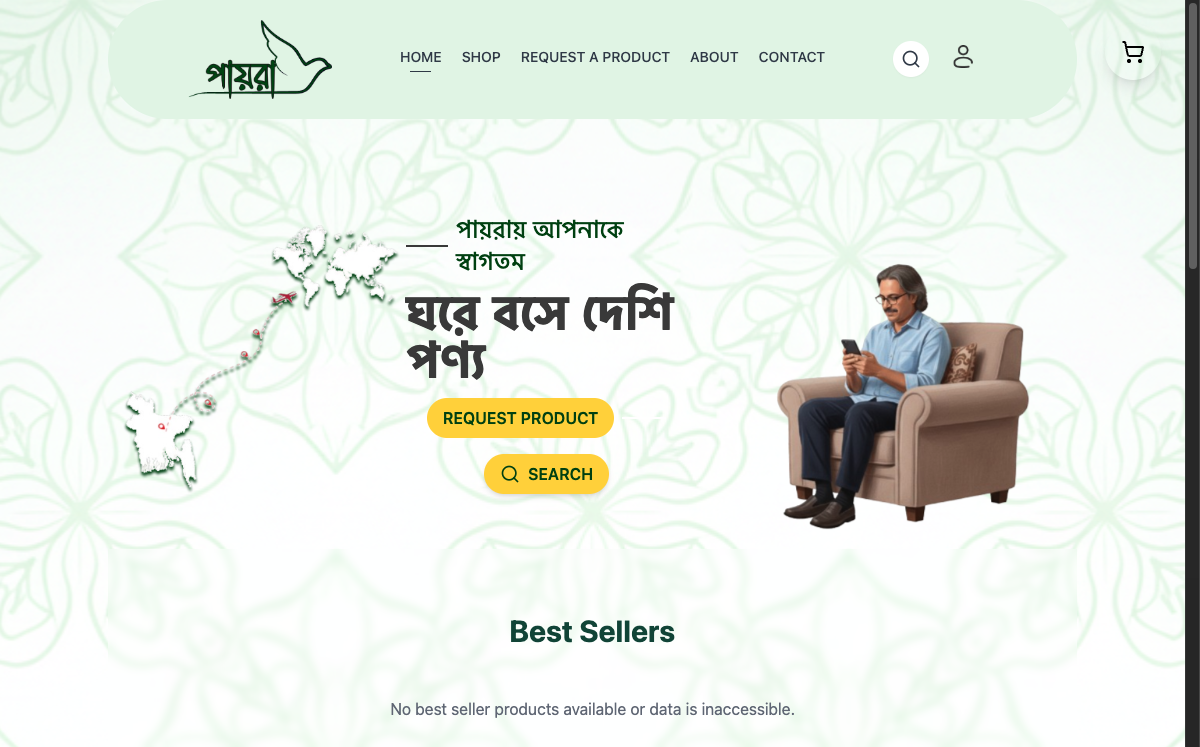 পায়রা
HOME SHOP REQUEST A PRODUCT ABOUT CONTACT
পায়রায় আপনাকে
স্বাগতম
ঘরে বসে দেশি
পণ্য
REQUEST PRODUCT
SEARCH
Best Sellers
No best seller products available or data is inaccessible.